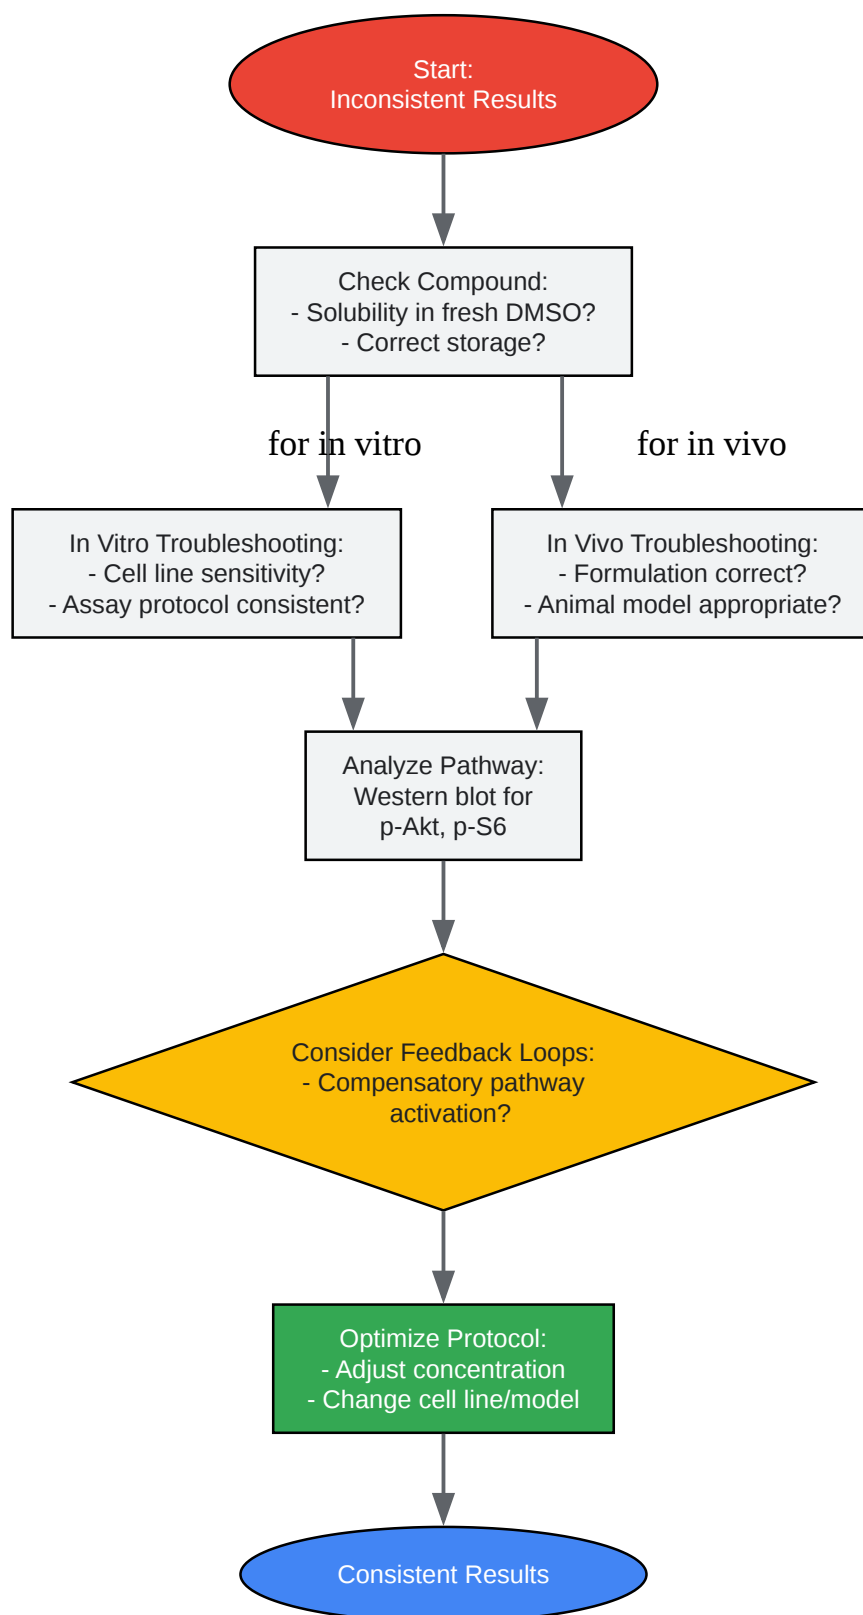 Start:
Inconsistent Results
Check Compound:
- Solubility in fresh DMSO?
- Correct storage?
for in vitro
for in vivo
In Vitro Troubleshooting:
- Cell line sensitivity?
- Assay protocol consistent?
In Vivo Troubleshooting:
- Formulation correct?
- Animal model appropriate?
Analyze Pathway:
Western blot for
p-Akt, p-S6
Consider Feedback Loops:
- Compensatory pathway
activation?
Optimize Protocol:
- Adjust concentration
- Change cell line/model
Consistent Results